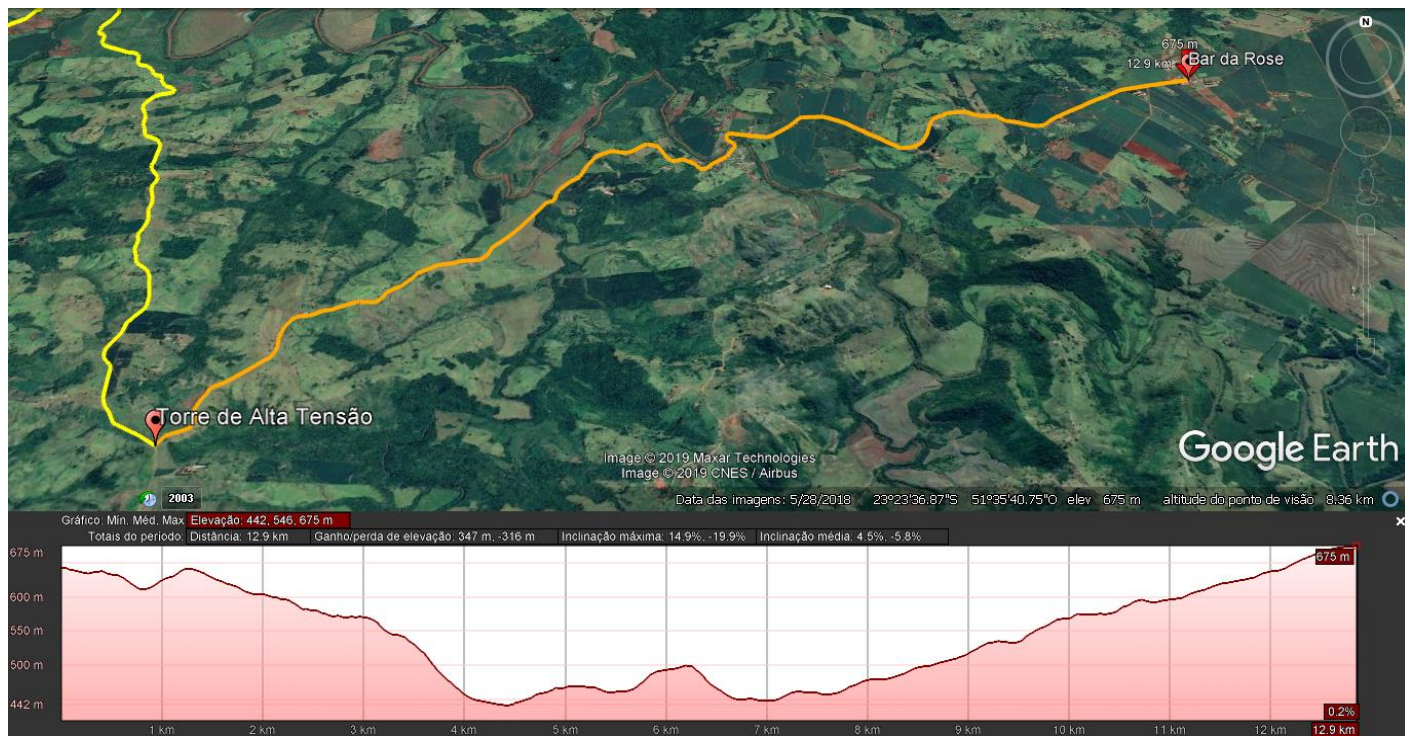 N
675 m
12.9 km
Bar da Rose
Torre de Alta Tensão
Google Earth
Image © 2019 Maxar Technologies
Image © 2019 CNES / Airbus
2003
Data das imagens: 5/28/2018 23°23'36.87"S 51°35'40.75"O elev 675 m altitude do ponto de visão 8.36 km
Gráfico: Mín, Méd, Max Elevação: 442, 546, 675 m
Totais do período: Distância: 12.9 km Ganho/perda de elevação: 347 m, -316 m Inclinação máxima: 14.9%, -19.9% Inclinação média: 4.5%, -5.8%
675 m
675 m
600 m
550 m
500 m
442 m
0.2%
1 km 2 km 3 km 4 km 5 km 6 km 7 km 8 km 9 km 10 km 11 km 12 km 12.9 km